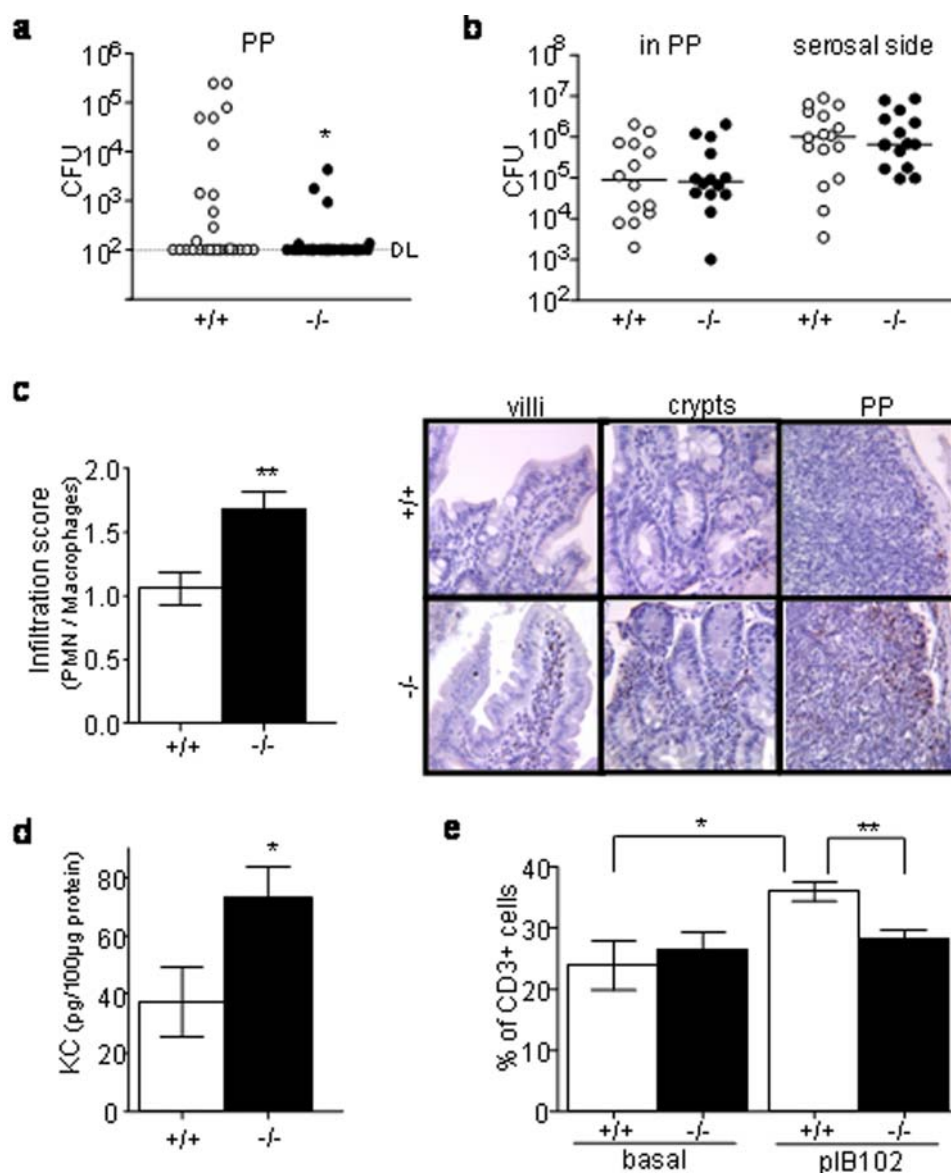 a
PP
10^6
10^5
10^4
10^3
10^2
CFU
*
DL
+/+ -/-
b
in PP serosal side
10^8
10^7
10^6
10^5
10^4
10^3
10^2
CFU
+/+ -/- +/+ -/-
c
Infiltration score
(PMN / Macrophages)
2.0
1.5
1.0
0.5
0.0
**
+/+ -/-
villi crypts PP
+/+
-/-
d
KC (pg/100µg protein)
80
60
40
20
0
*
+/+ -/-
e
% of CD3+ cells
40
30
20
10
0
* **
+/+ -/- +/+ -/-
basal pIB102